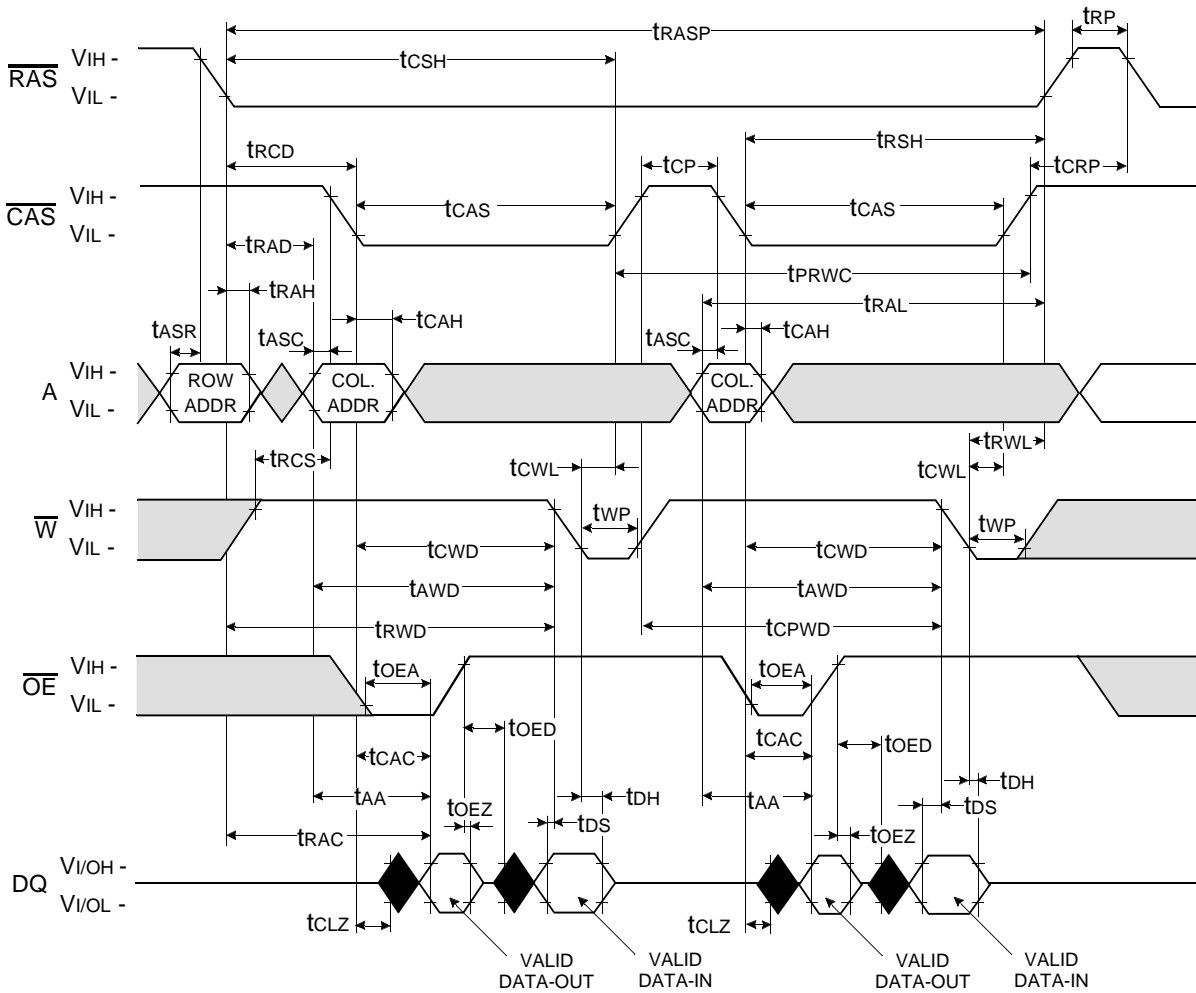 tRASP
tRP
tCSH
RAS
VIH -
VIL -
tRCD
tRSH
tCP
tCRP
CAS
VIH -
VIL -
tCAS
tCAS
tRAD
tPRWC
tRAH
tRAL
tASR
tASC
tCAH
tASC
tCAH
A
VIH -
VIL -
ROW
ADDR
COL.
ADDR
COL.
ADDR
tRCS
tCWL
tRWL
tCWL
W
VIH -
VIL -
tWP
tWP
tCWD
tCWD
tAWD
tAWD
tRWD
tCPWD
OE
VIH -
VIL -
tOEA
tOEA
tOED
tOED
tCAC
tCAC
tAA
tAA
tOEZ
tDH
tDS
tDH
tDS
tOEZ
tRAC
DQ
VI/OH -
VI/OL -
tCLZ
tCLZ
VALID
DATA-OUT
VALID
DATA-IN
VALID
DATA-OUT
VALID
DATA-IN